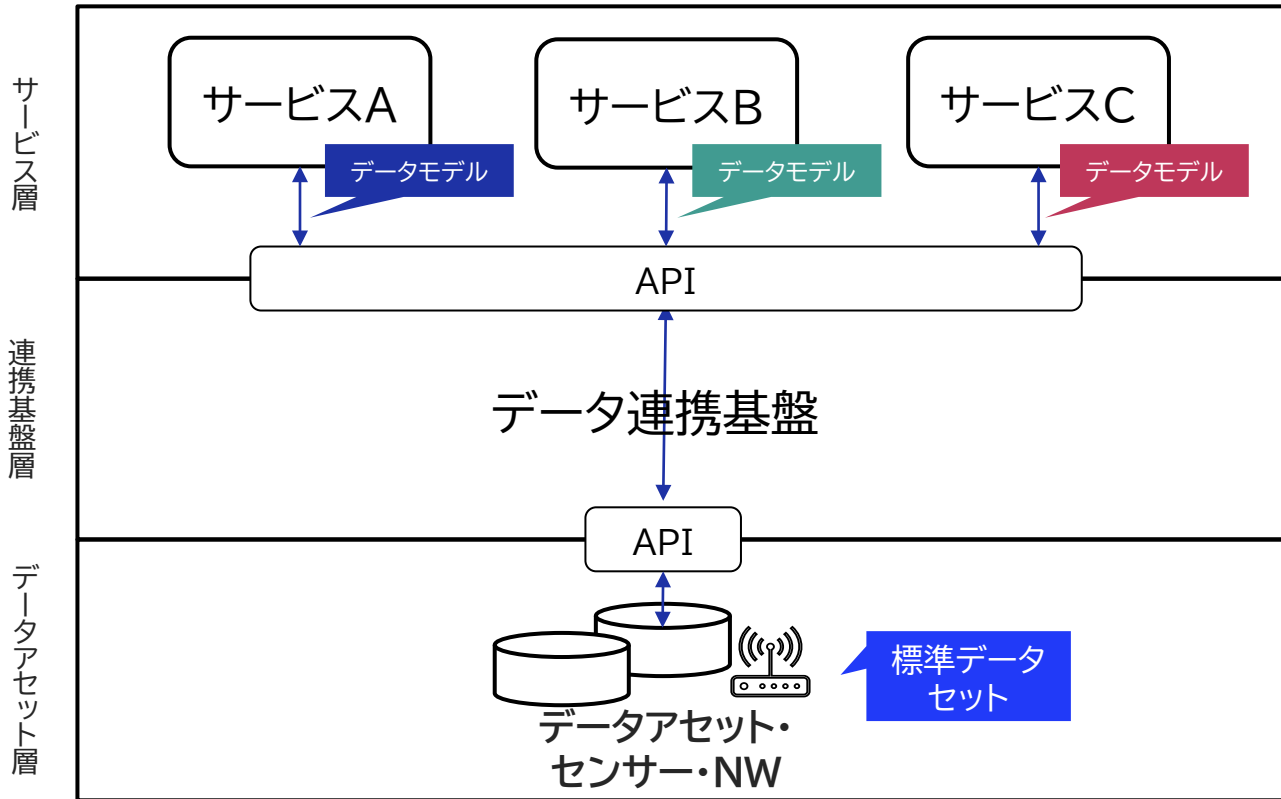 サービス層
サービスA
サービスB
サービスC
データモデル
データモデル
データモデル
API
連携基盤層
データ連携基盤
API
データアセット層
標準データ
セット
データアセット・
センサー・NW